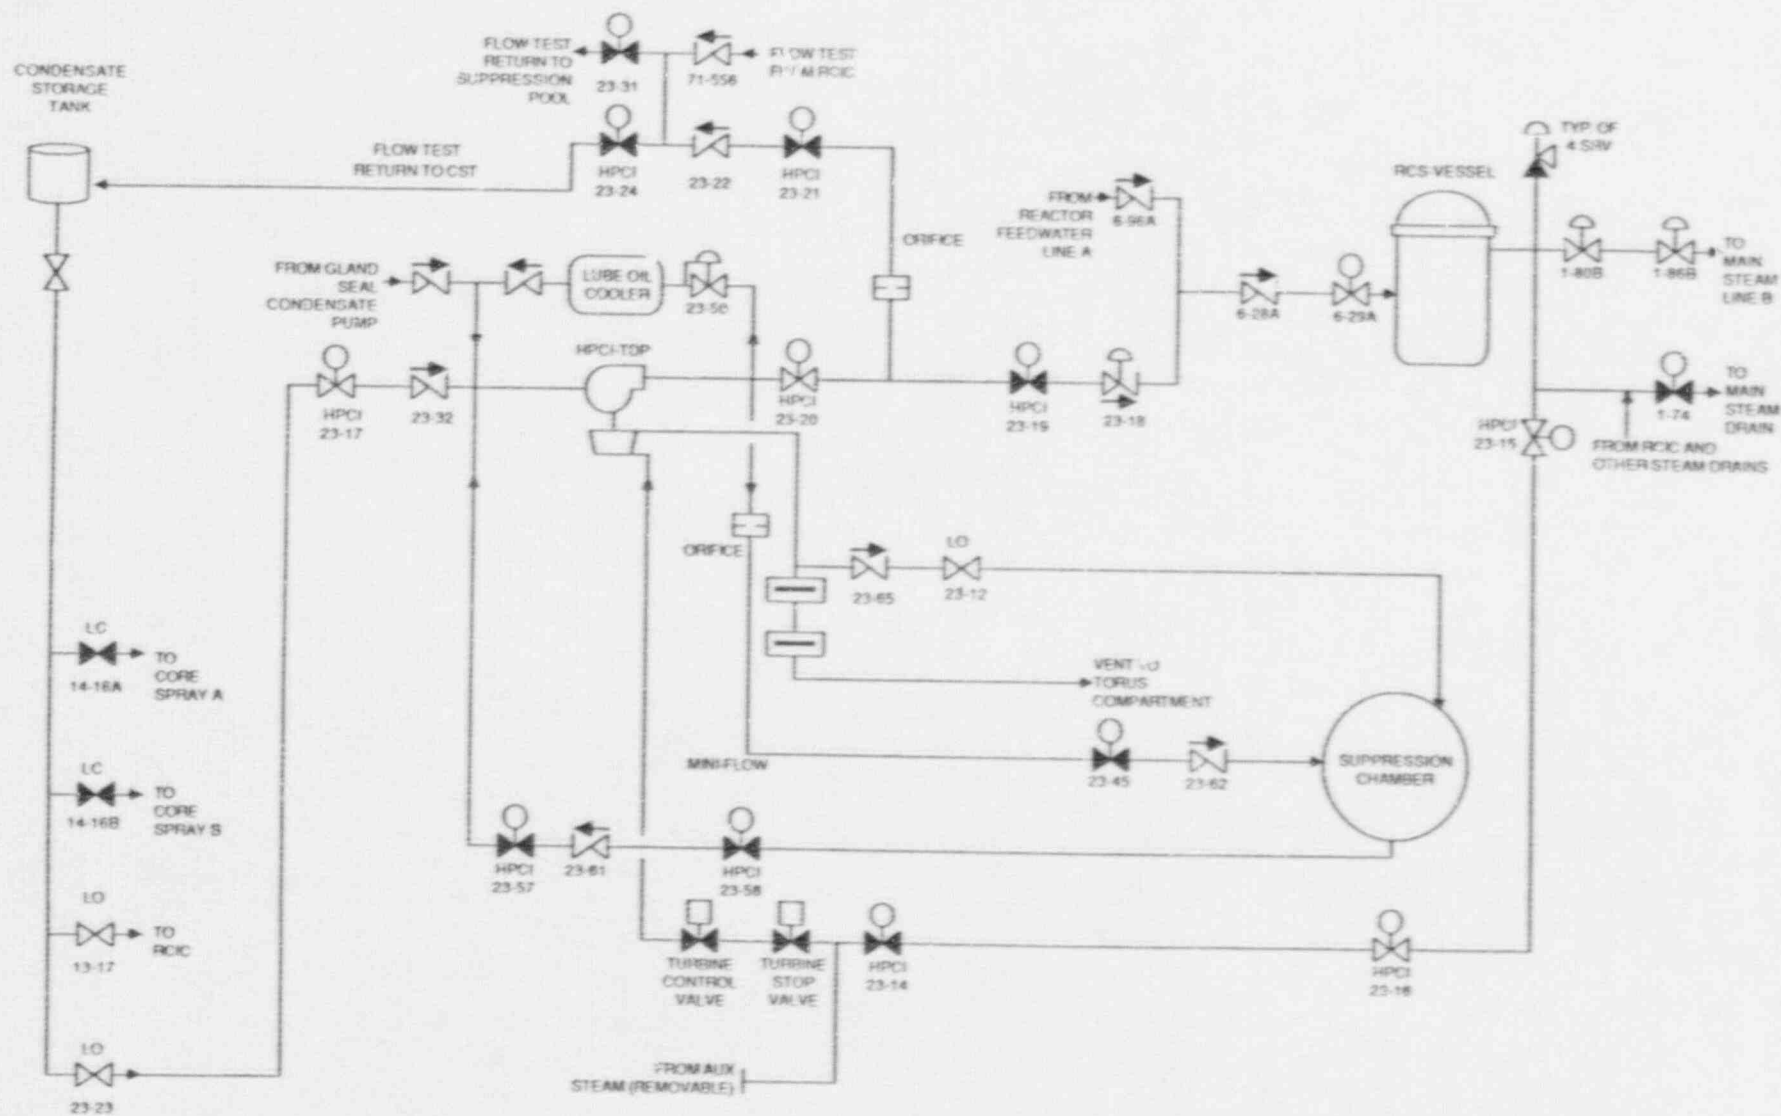 CONDENSATE
STORAGE
TANK
FLOW TEST
RETURN TO
SUPPRESSION
POOL
23-31
71-556
FLOW TEST
RCIC
FLOW TEST
RETURN TO CST
HPCI
23-24
23-22
HPCI
23-21
ORIFICE
FROM
REACTOR
FEEDWATER
LINE A
6-96A
RCS VESSEL
TYP. OF
4 SRV
1-80B
1-86B
TO
MAIN
STEAM
LINE B
FROM GLAND
SEAL
CONDENSATE
PUMP
LUBE OIL
COOLER
23-50
6-28A
6-29A
HPCI-TDP
HPCI
23-17
23-32
HPCI
23-20
HPCI
23-19
23-18
HPCI
23-15
1-74
TO
MAIN
STEAM
DRAIN
FROM RCIC AND
OTHER STEAM DRAINS
ORIFICE
23-65
LO
23-12
LC
14-16A
TO
CORE
SPRAY A
VENT TO
TORUS
COMPARTMENT
MINI-FLOW
23-45
23-62
SUPPRESSION
CHAMBER
LC
14-16B
TO
CORE
SPRAY B
HPCI
23-57
23-61
HPCI
23-58
LO
13-17
TO
RCIC
TURBINE
CONTROL
VALVE
TURBINE
STOP
VALVE
HPCI
23-14
HPCI
23-16
LO
23-23
FROM AUX
STEAM (REMOVABLE)